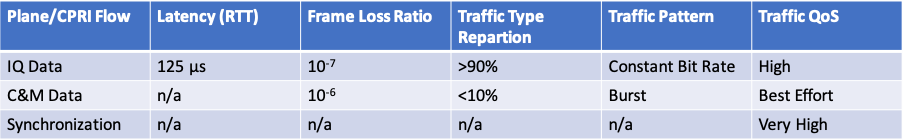 Plane/CPRI Flow Latency (RTT) Frame Loss Ratio Traffic Type Repartion Traffic Pattern Traffic QoS
IQ Data 125 μs 10⁻⁷ >90% Constant Bit Rate High
C&M Data n/a 10⁻⁶ <10% Burst Best Effort
Synchronization n/a n/a n/a n/a Very High